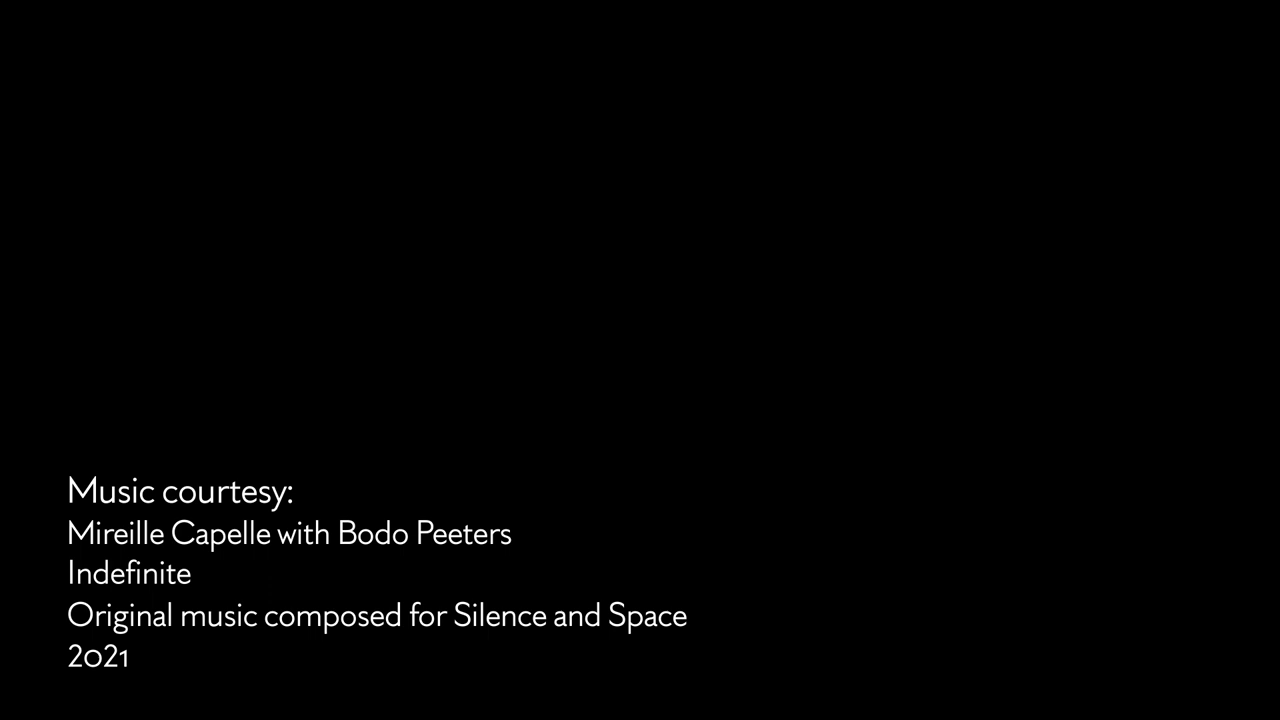 Music courtesy:
Mireille Capelle with Bodo Peeters
Indefinite
Original music composed for Silence and Space
2021